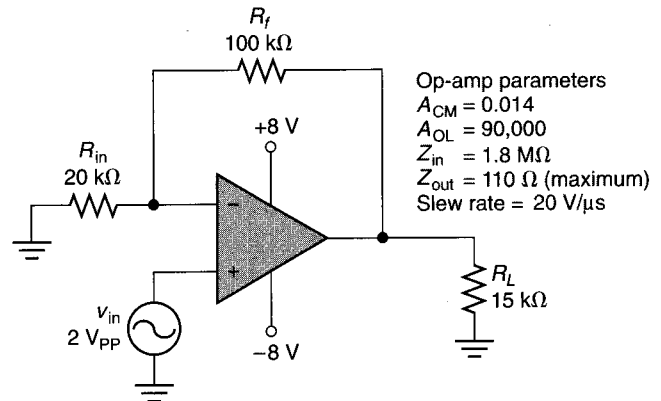 R_f
100 kΩ
Op-amp parameters
A_CM = 0.014
A_OL = 90,000
Z_in = 1.8 MΩ
Z_out = 110 Ω (maximum)
Slew rate = 20 V/μs
+8 V
R_in
20 kΩ
−
+
R_L
15 kΩ
v_in
2 V_PP
−8 V